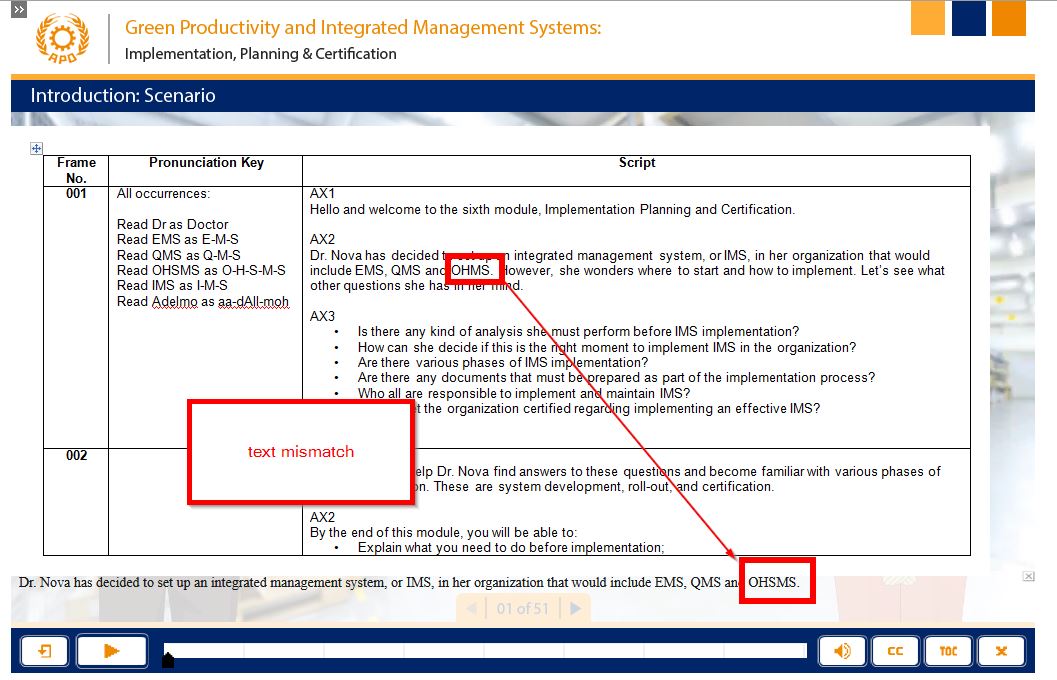 >>
APO
Green Productivity and Integrated Management Systems:
Implementation, Planning & Certification
Introduction: Scenario
Frame No.
Pronunciation Key
Script
001
All occurrences:
Read Dr as Doctor
Read EMS as E-M-S
Read QMS as Q-M-S
Read OHSMS as O-H-S-M-S
Read IMS as I-M-S
Read Adelmo as aa-dAll-moh
AX1
Hello and welcome to the sixth module, Implementation Planning and Certification.
AX2
Dr. Nova has decided to set up an integrated management system, or IMS, in her organization that would
include EMS, QMS and OHMS. However, she wonders where to start and how to implement. Let's see what
other questions she has in her mind.
AX3
• Is there any kind of analysis she must perform before IMS implementation?
• How can she decide if this is the right moment to implement IMS in the organization?
• Are there various phases of IMS implementation?
• Are there any documents that must be prepared as part of the implementation process?
• Who all are responsible to implement and maintain IMS?
the organization certified regarding implementing an effective IMS?
text mismatch
002
Dr. Nova find answers to these questions and become familiar with various phases of
These are system development, roll-out, and certification.
AX2
By the end of this module, you will be able to:
• Explain what you need to do before implementation;
Dr. Nova has decided to set up an integrated management system, or IMS, in her organization that would include EMS, QMS and OHSMS.
01 of 51
CC
TOC
X